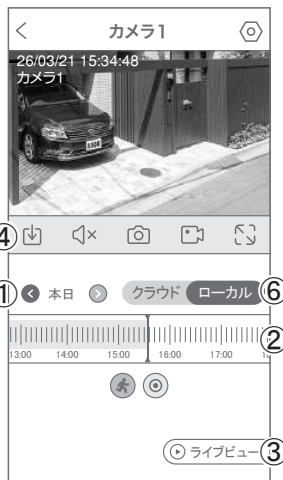 カメラ1
26/03/21 15:34:48
カメラ1
④
① 本日 クラウド ローカル ⑥
②
13:00 14:00 15:00 16:00 17:00
ライブビュー ③